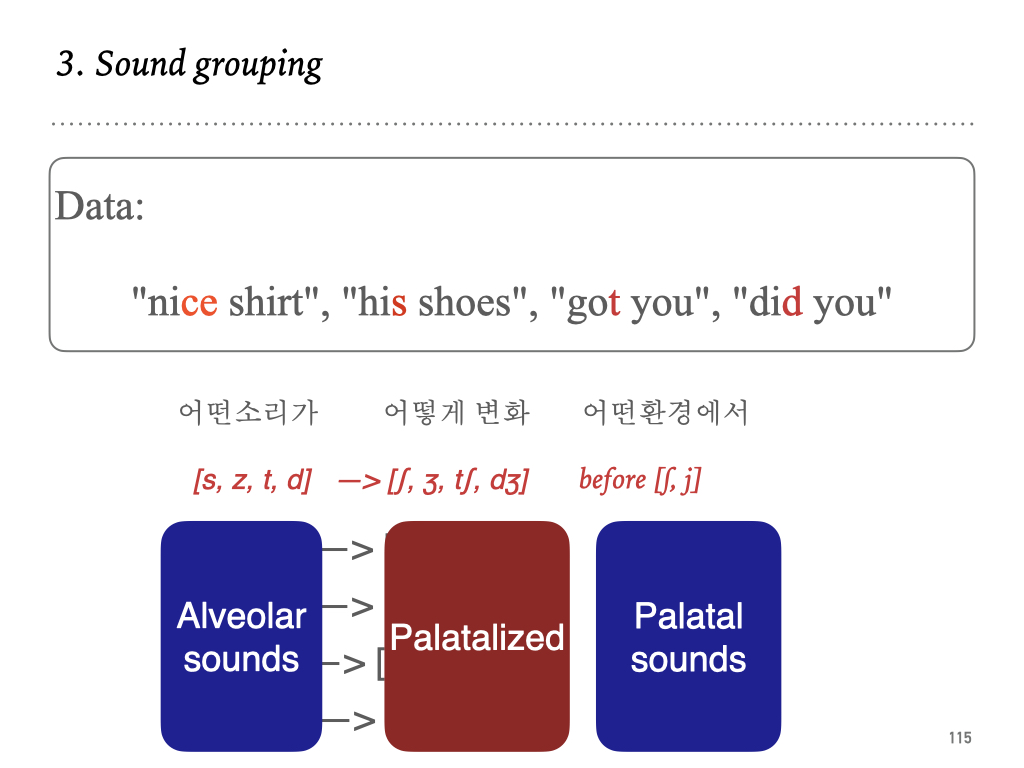 3. Sound grouping
Data:
"nice shirt", "his shoes", "got you", "did you"
어떤소리가 어떻게 변화 어떤환경에서
[s, z, t, d] —> [ʃ, ʒ, tʃ, dʒ] before [ʃ, j]
—>
—>
—> [
—>
Alveolar
sounds
Palatalized
Palatal
sounds
115